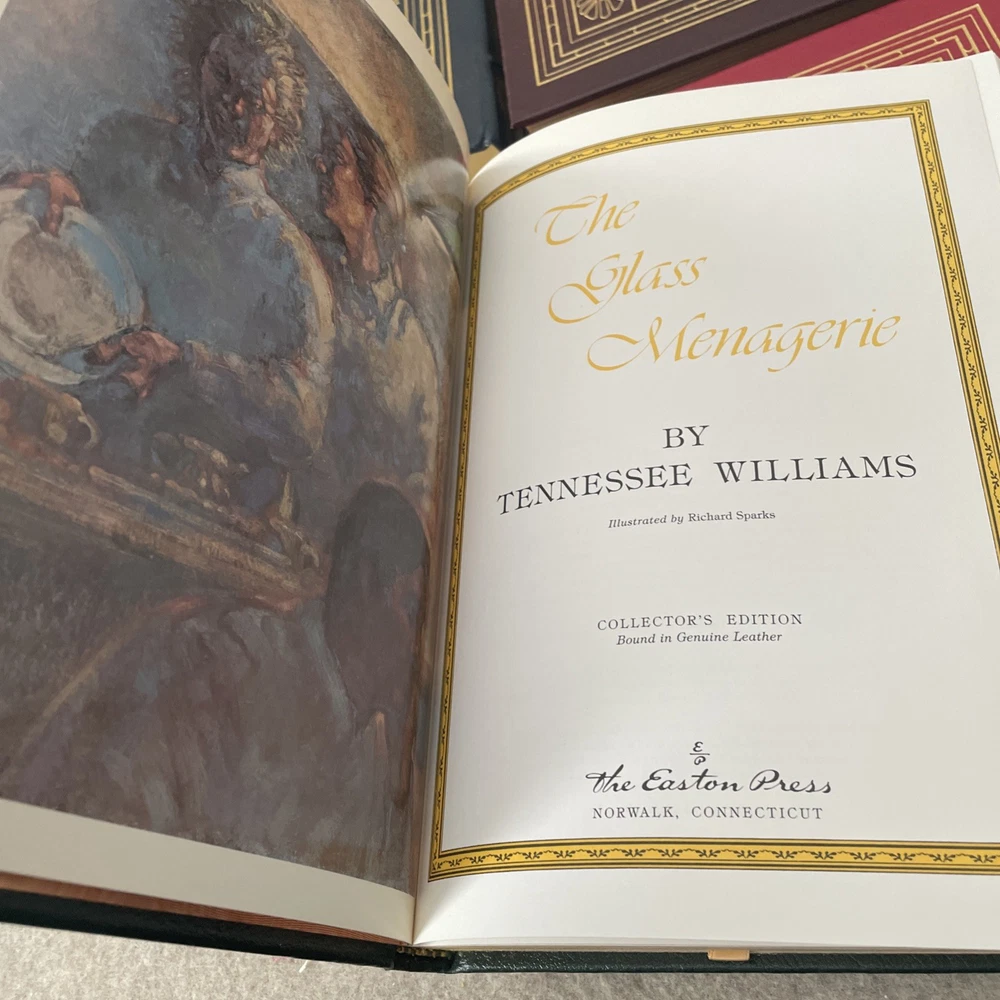 The
Glass
Menagerie
BY
TENNESSEE WILLIAMS
Illustrated by Richard Sparks
COLLECTOR'S EDITION
Bound in Genuine Leather
EP
The Easton Press
NORWALK, CONNECTICUT